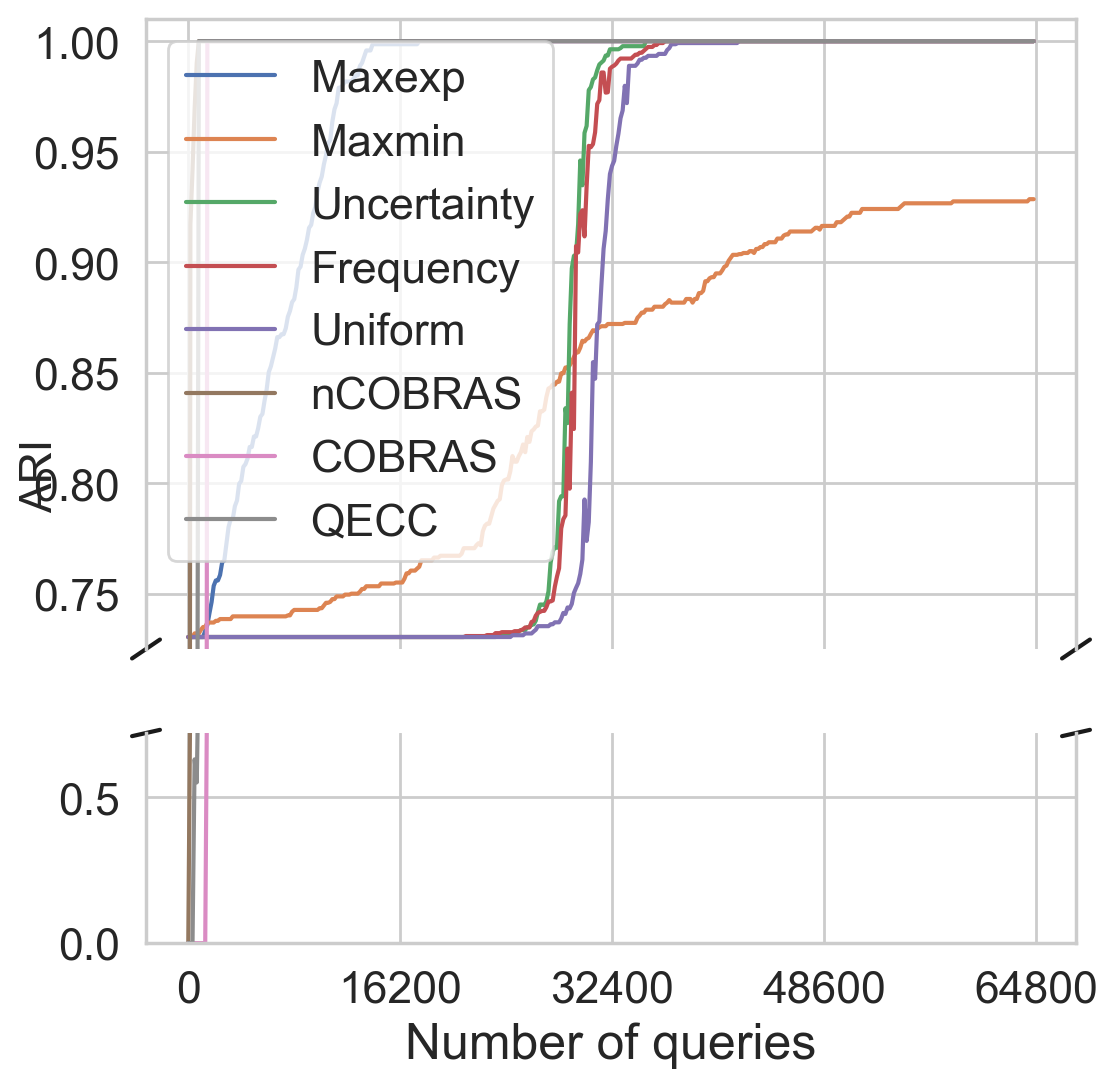 1.00
0.95
0.90
0.85
0.80
0.75
0.5
0.0
ARI
Maxexp
Maxmin
Uncertainty
Frequency
Uniform
nCOBRAS
COBRAS
QECC
0
16200
32400
48600
64800
Number of queries